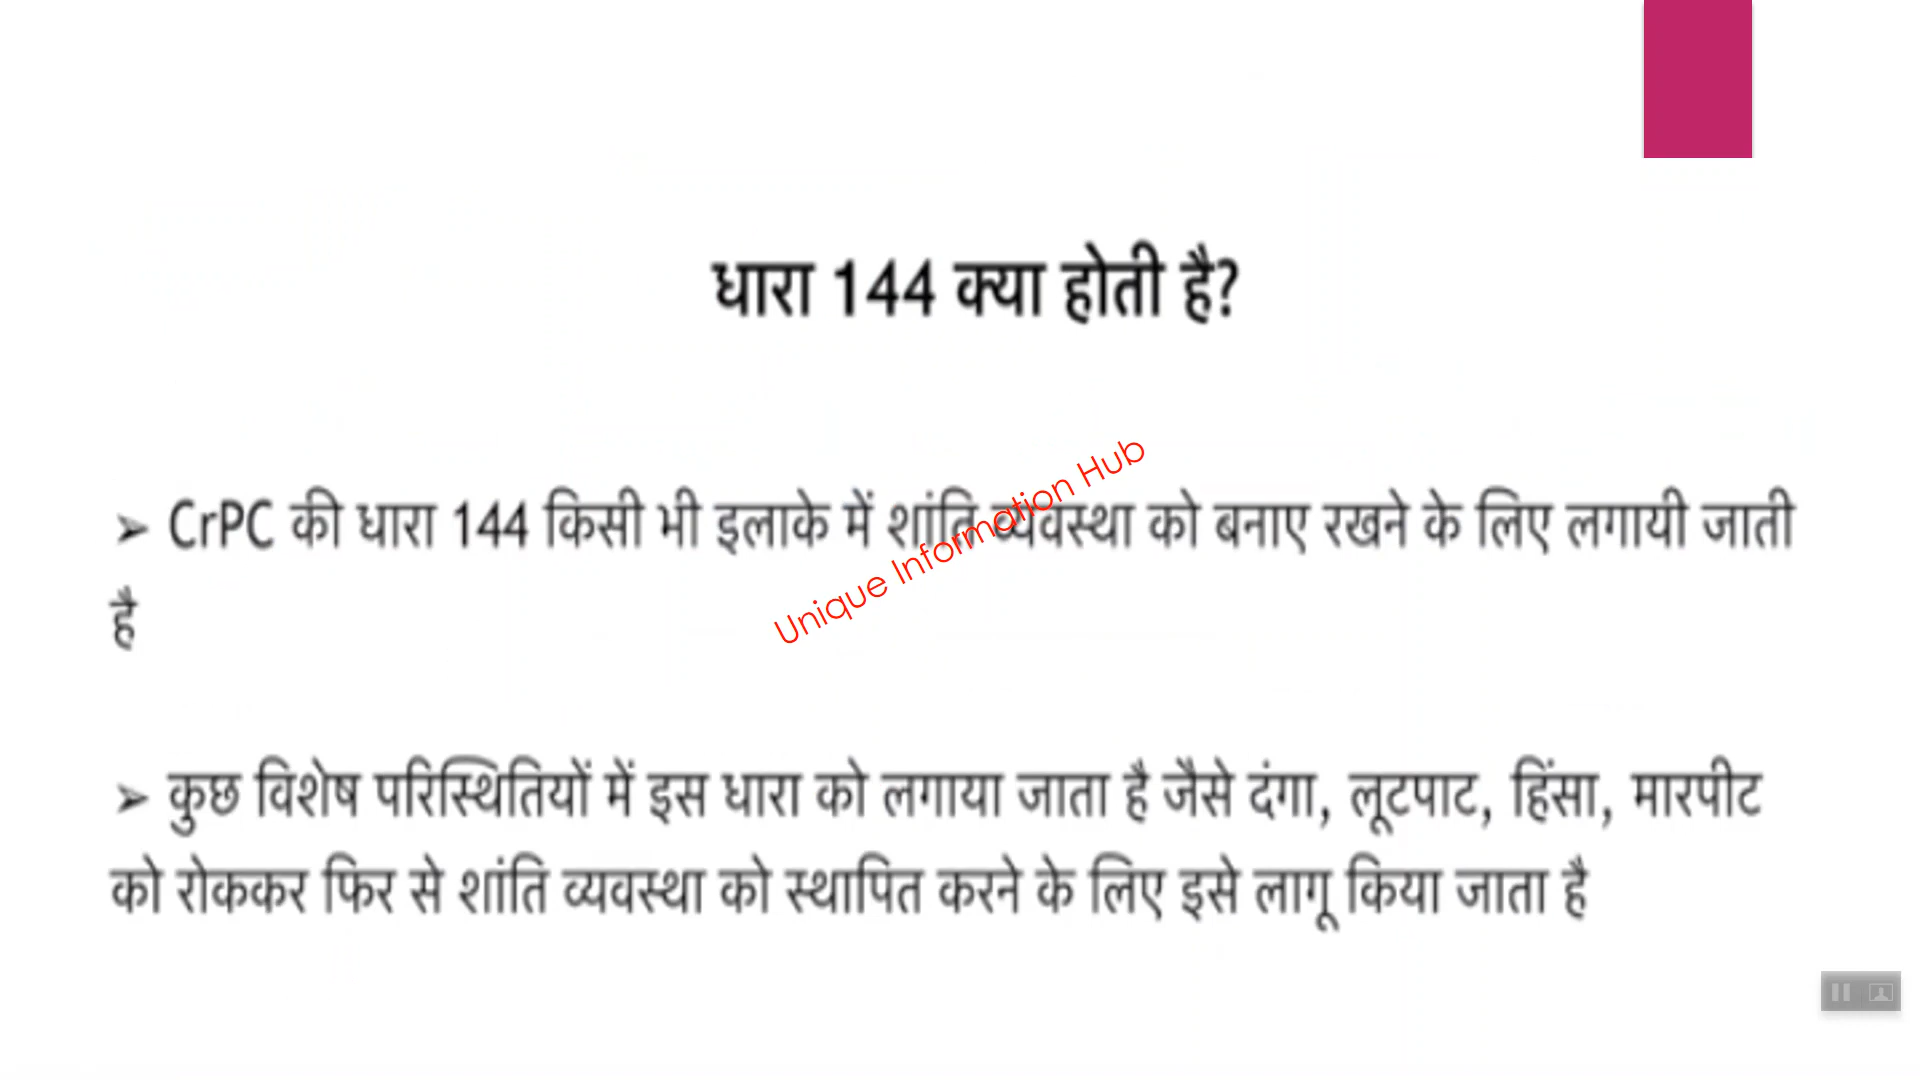 धारा 144 क्या होती है?
➢ CrPC की धारा 144 किसी भी इलाके में शांति व्यवस्था को बनाए रखने के लिए लगायी जाती
है
Unique Information Hub
➢ कुछ विशेष परिस्थितियों में इस धारा को लगाया जाता है जैसे दंगा, लूटपाट, हिंसा, मारपीट
को रोककर फिर से शांति व्यवस्था को स्थापित करने के लिए इसे लागू किया जाता है